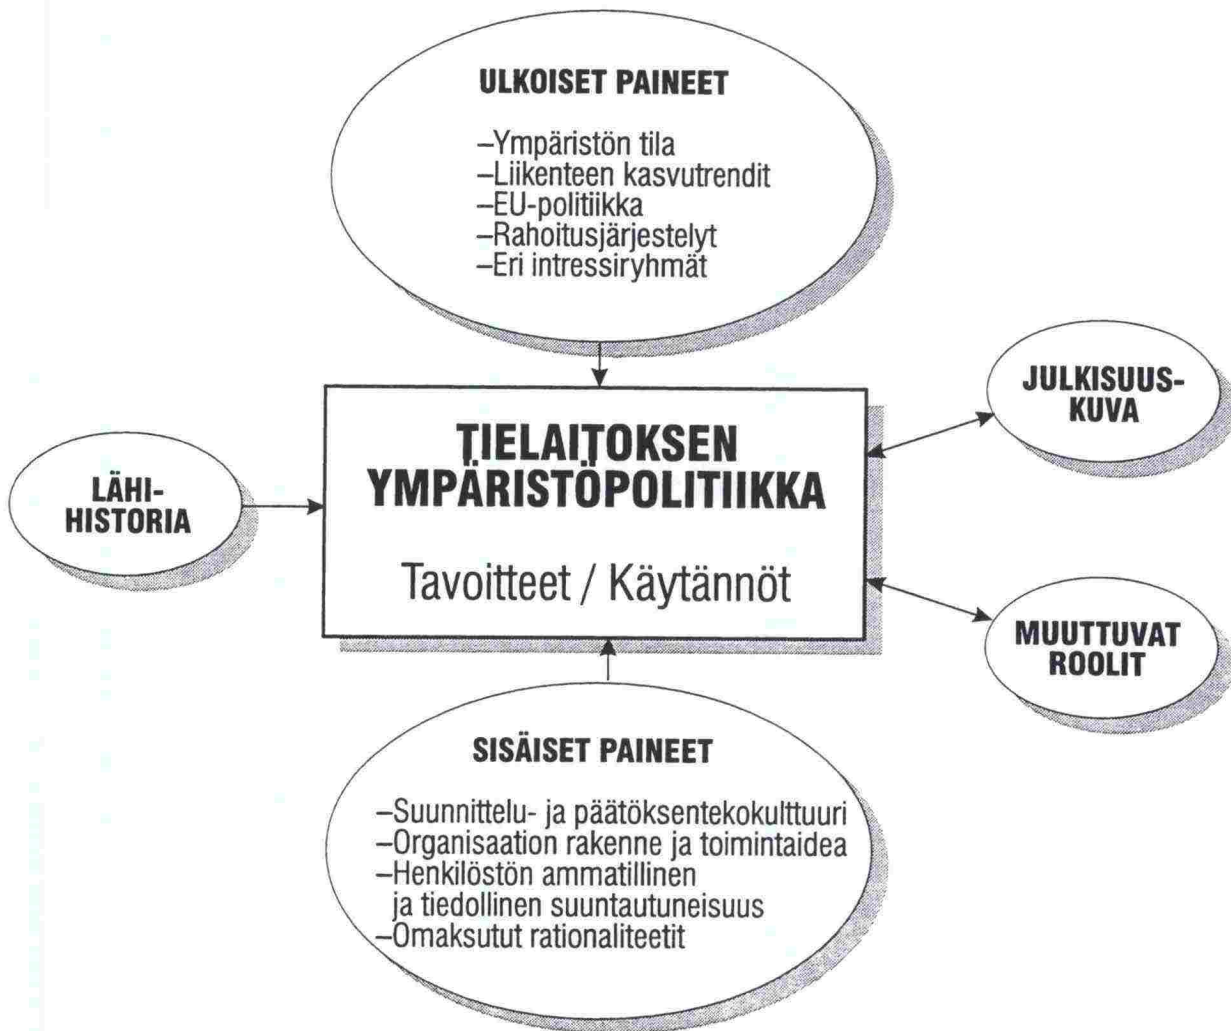 ULKOISET PAINEET
–Ympäristön tila
–Liikenteen kasvutrendit
–EU-politiikka
–Rahoitusjärjestelyt
–Eri intressiryhmät
JULKISUUS-
KUVA
TIELAITOKSEN
YMPÄRISTÖPOLITIIKKA
Tavoitteet / Käytännöt
LÄHI-
HISTORIA
MUUTTUVAT
ROOLIT
SISÄISET PAINEET
–Suunnittelu- ja päätöksentekokulttuuri
–Organisaation rakenne ja toimintaidea
–Henkilöstön ammatillinen
ja tiedollinen suuntautuneisuus
–Omaksutut rationaliteetit